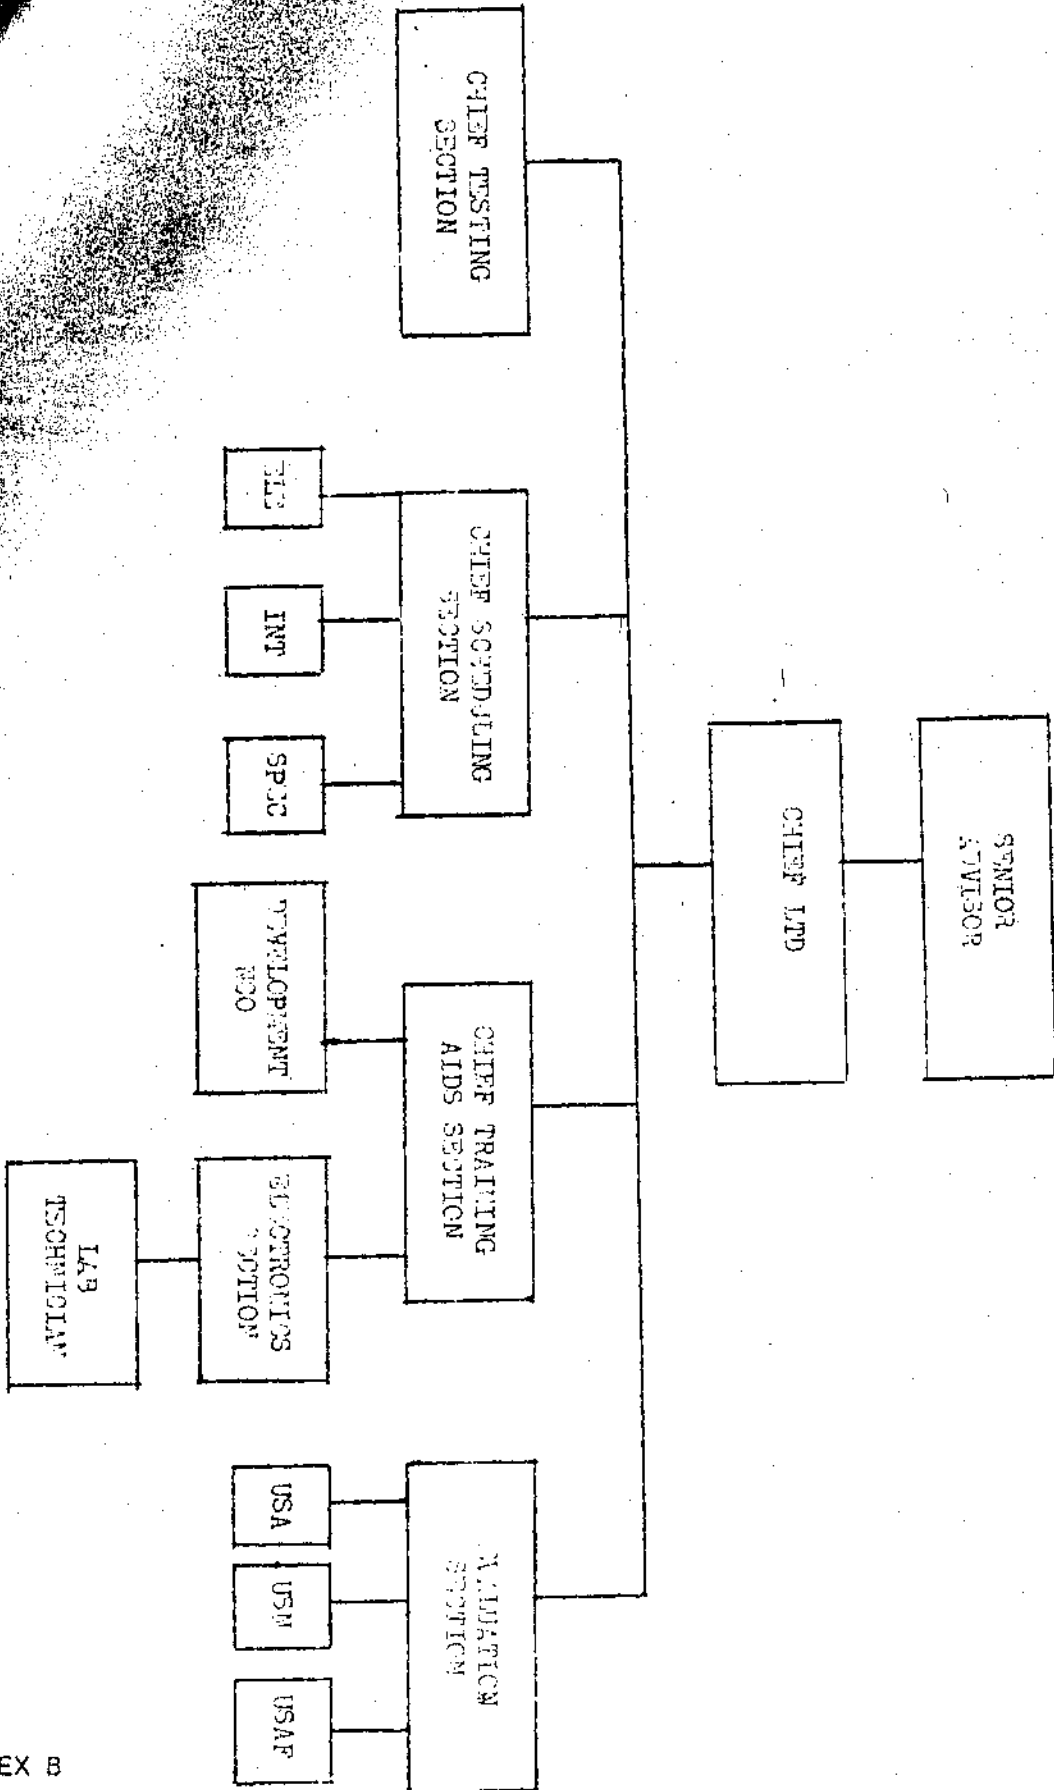 SENIOR
ADVISOR
CHIEF LTD
CHIEF TESTING
SECTION
CHIEF SCHEDULING
SECTION
CHIEF TRAINING
AIDS SECTION
EVALUATION
SECTION
INT
SPEC
DEVELOPMENT
NCO
ELECTRONICS
SECTION
USA
USN
USAF
LAB
TECHNICIAN
EX B